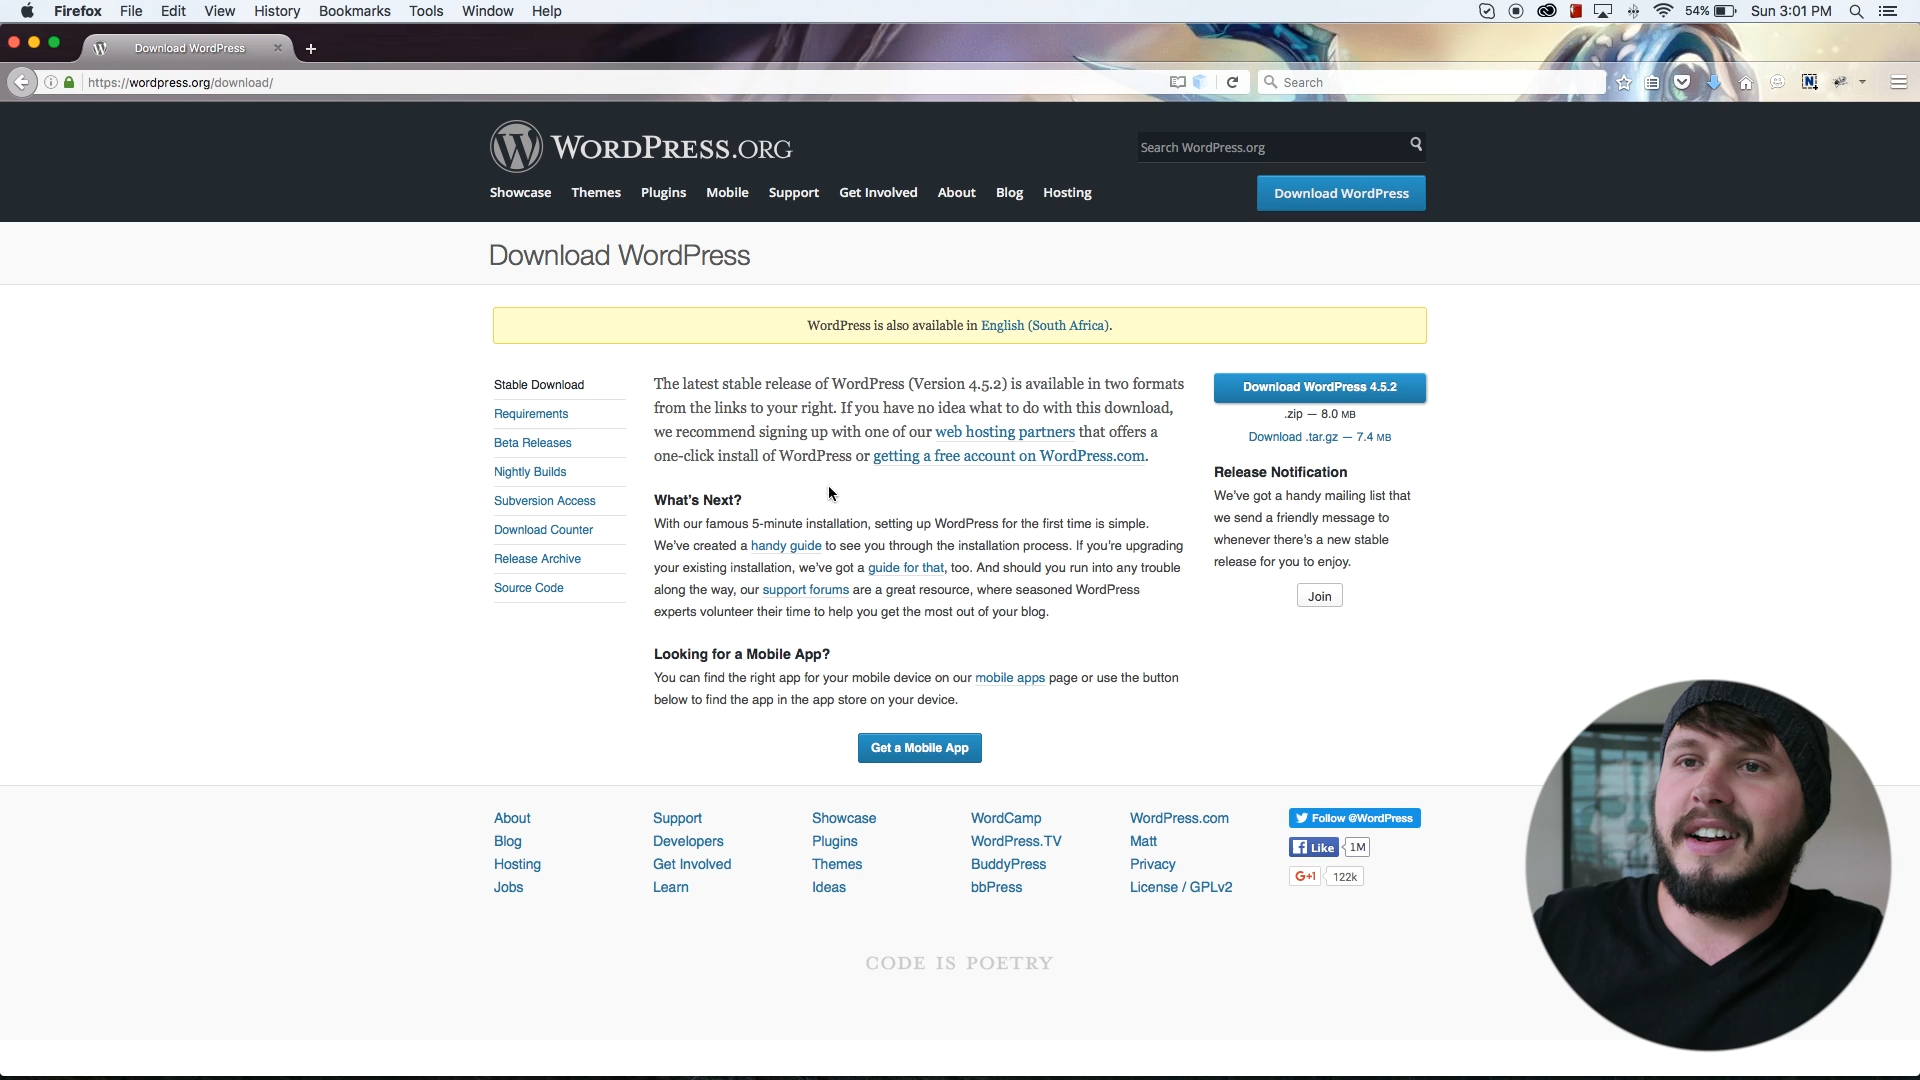 Firefox File Edit View History Bookmarks Tools Window Help 54% Sun 3:01 PM
Download WordPress
https://wordpress.org/download/ Search
WORDPRESS.ORG
Search WordPress.org
Showcase Themes Plugins Mobile Support Get Involved About Blog Hosting Download WordPress
Download WordPress
WordPress is also available in English (South Africa).
Stable Download
Requirements
Beta Releases
Nightly Builds
Subversion Access
Download Counter
Release Archive
Source Code
The latest stable release of WordPress (Version 4.5.2) is available in two formats
from the links to your right. If you have no idea what to do with this download,
we recommend signing up with one of our web hosting partners that offers a
one-click install of WordPress or getting a free account on WordPress.com.
What's Next?
With our famous 5-minute installation, setting up WordPress for the first time is simple.
We've created a handy guide to see you through the installation process. If you're upgrading
your existing installation, we've got a guide for that, too. And should you run into any trouble
along the way, our support forums are a great resource, where seasoned WordPress
experts volunteer their time to help you get the most out of your blog.
Looking for a Mobile App?
You can find the right app for your mobile device on our mobile apps page or use the button
below to find the app in the app store on your device.
Get a Mobile App
Download WordPress 4.5.2
.zip — 8.0 MB
Download .tar.gz — 7.4 MB
Release Notification
We've got a handy mailing list that
we send a friendly message to
whenever there's a new stable
release for you to enjoy.
Join
About Support Showcase WordCamp WordPress.com Follow @WordPress
Blog Developers Plugins WordPress.TV Matt Like 1M
Hosting Get Involved Themes BuddyPress Privacy G+1 122k
Jobs Learn Ideas bbPress License / GPLv2
CODE IS POETRY